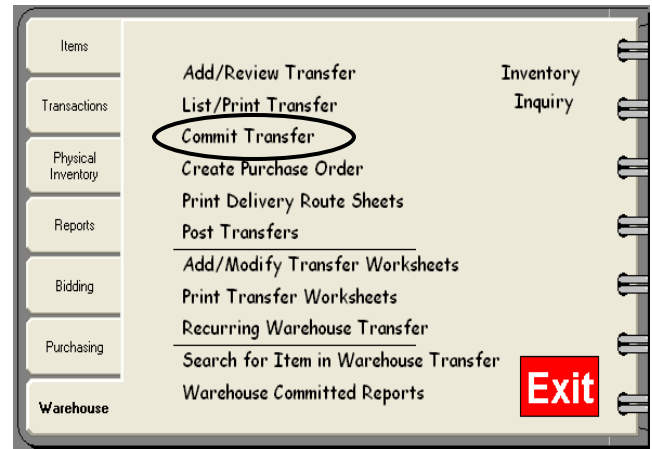 Items
Transactions
Physical
Inventory
Reports
Bidding
Purchasing
Warehouse
Add/Review Transfer
List/Print Transfer
Commit Transfer
Create Purchase Order
Print Delivery Route Sheets
Post Transfers
Add/Modify Transfer Worksheets
Print Transfer Worksheets
Recurring Warehouse Transfer
Search for Item in Warehouse Transfer
Warehouse Committed Reports
Inventory
Inquiry
Exit